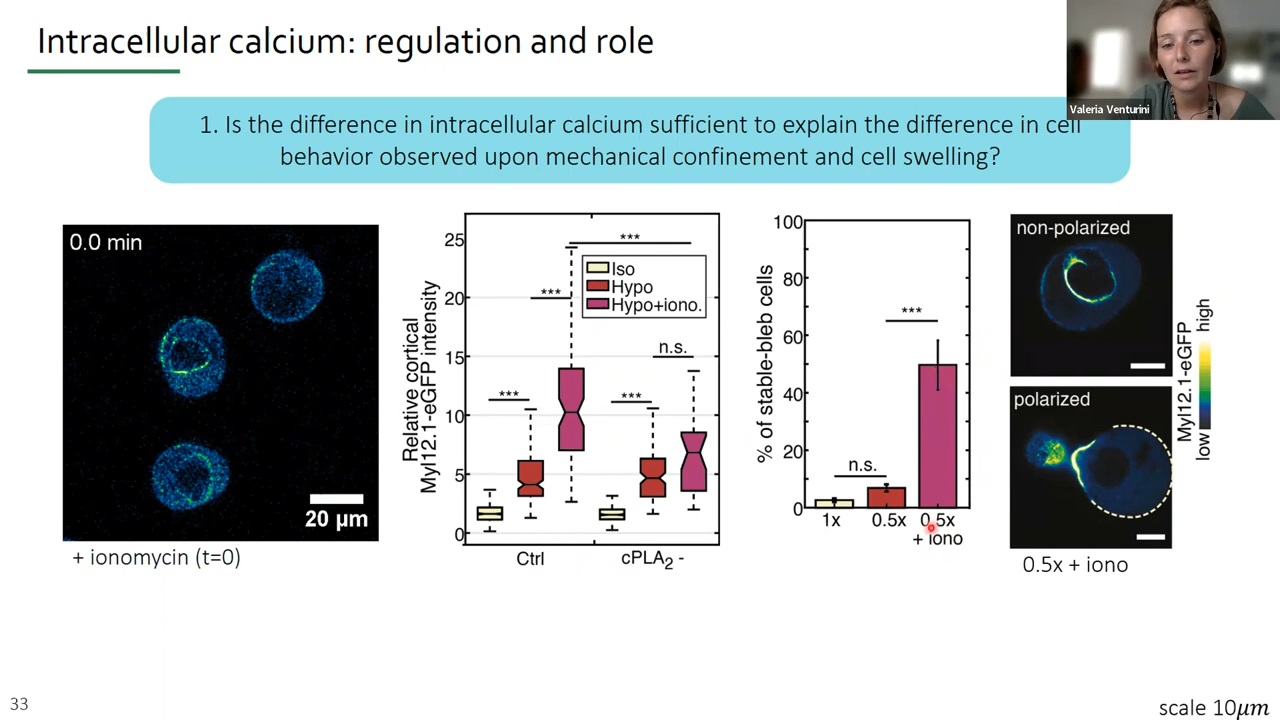 Intracellular calcium: regulation and role
Valeria Venturini
1. Is the difference in intracellular calcium sufficient to explain the difference in cell
behavior observed upon mechanical confinement and cell swelling?
0.0 min
20 µm
+ ionomycin (t=0)
Relative cortical
Myl12.1-eGFP intensity
25
20
15
10
5
0
***
***
***
***
n.s.
Iso
Hypo
Hypo+iono.
Ctrl
cPLA2 -
% of stable-bleb cells
100
80
60
40
20
0
n.s.
***
1x
0.5x
0.5x
+ iono
non-polarized
polarized
Myl12.1-eGFP
low
high
0.5x + iono
33
scale 10𝜇m